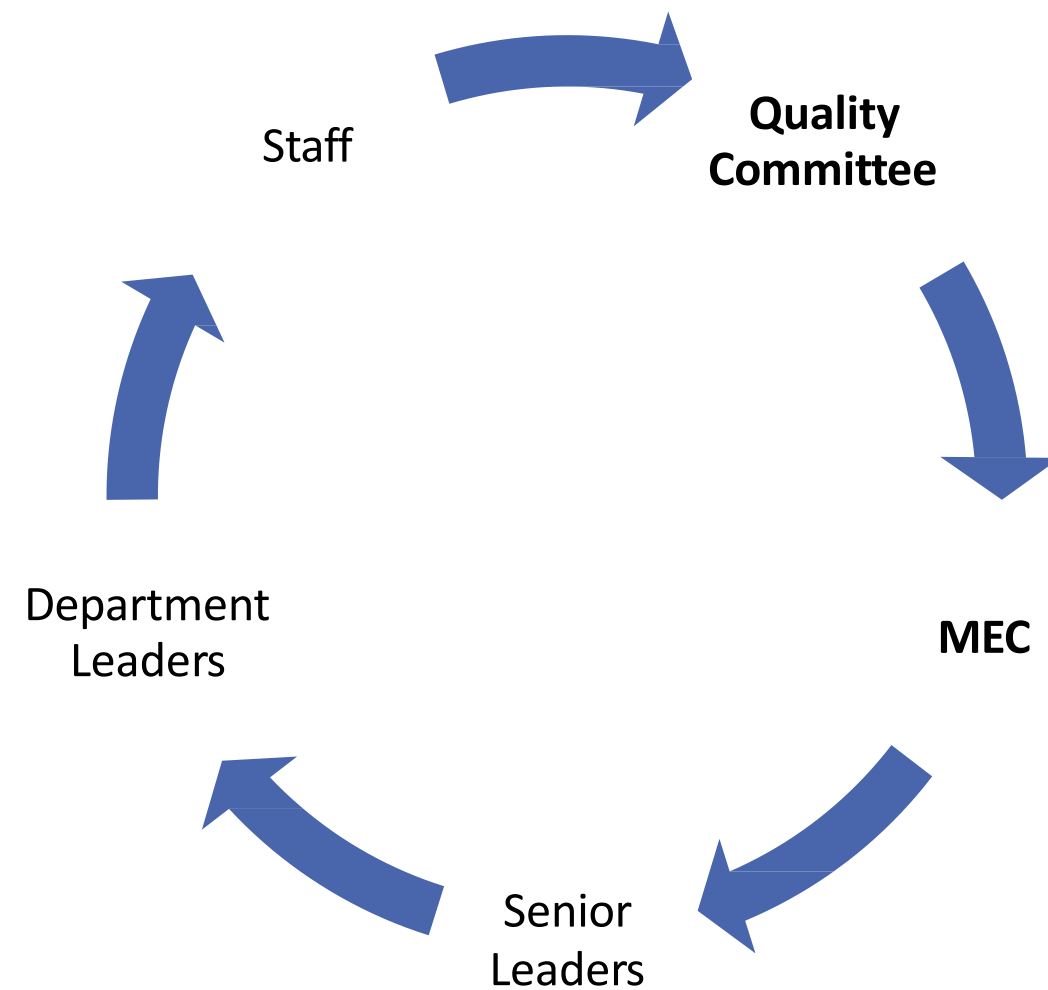 Staff
Quality
Committee
Department
Leaders
MEC
Senior
Leaders